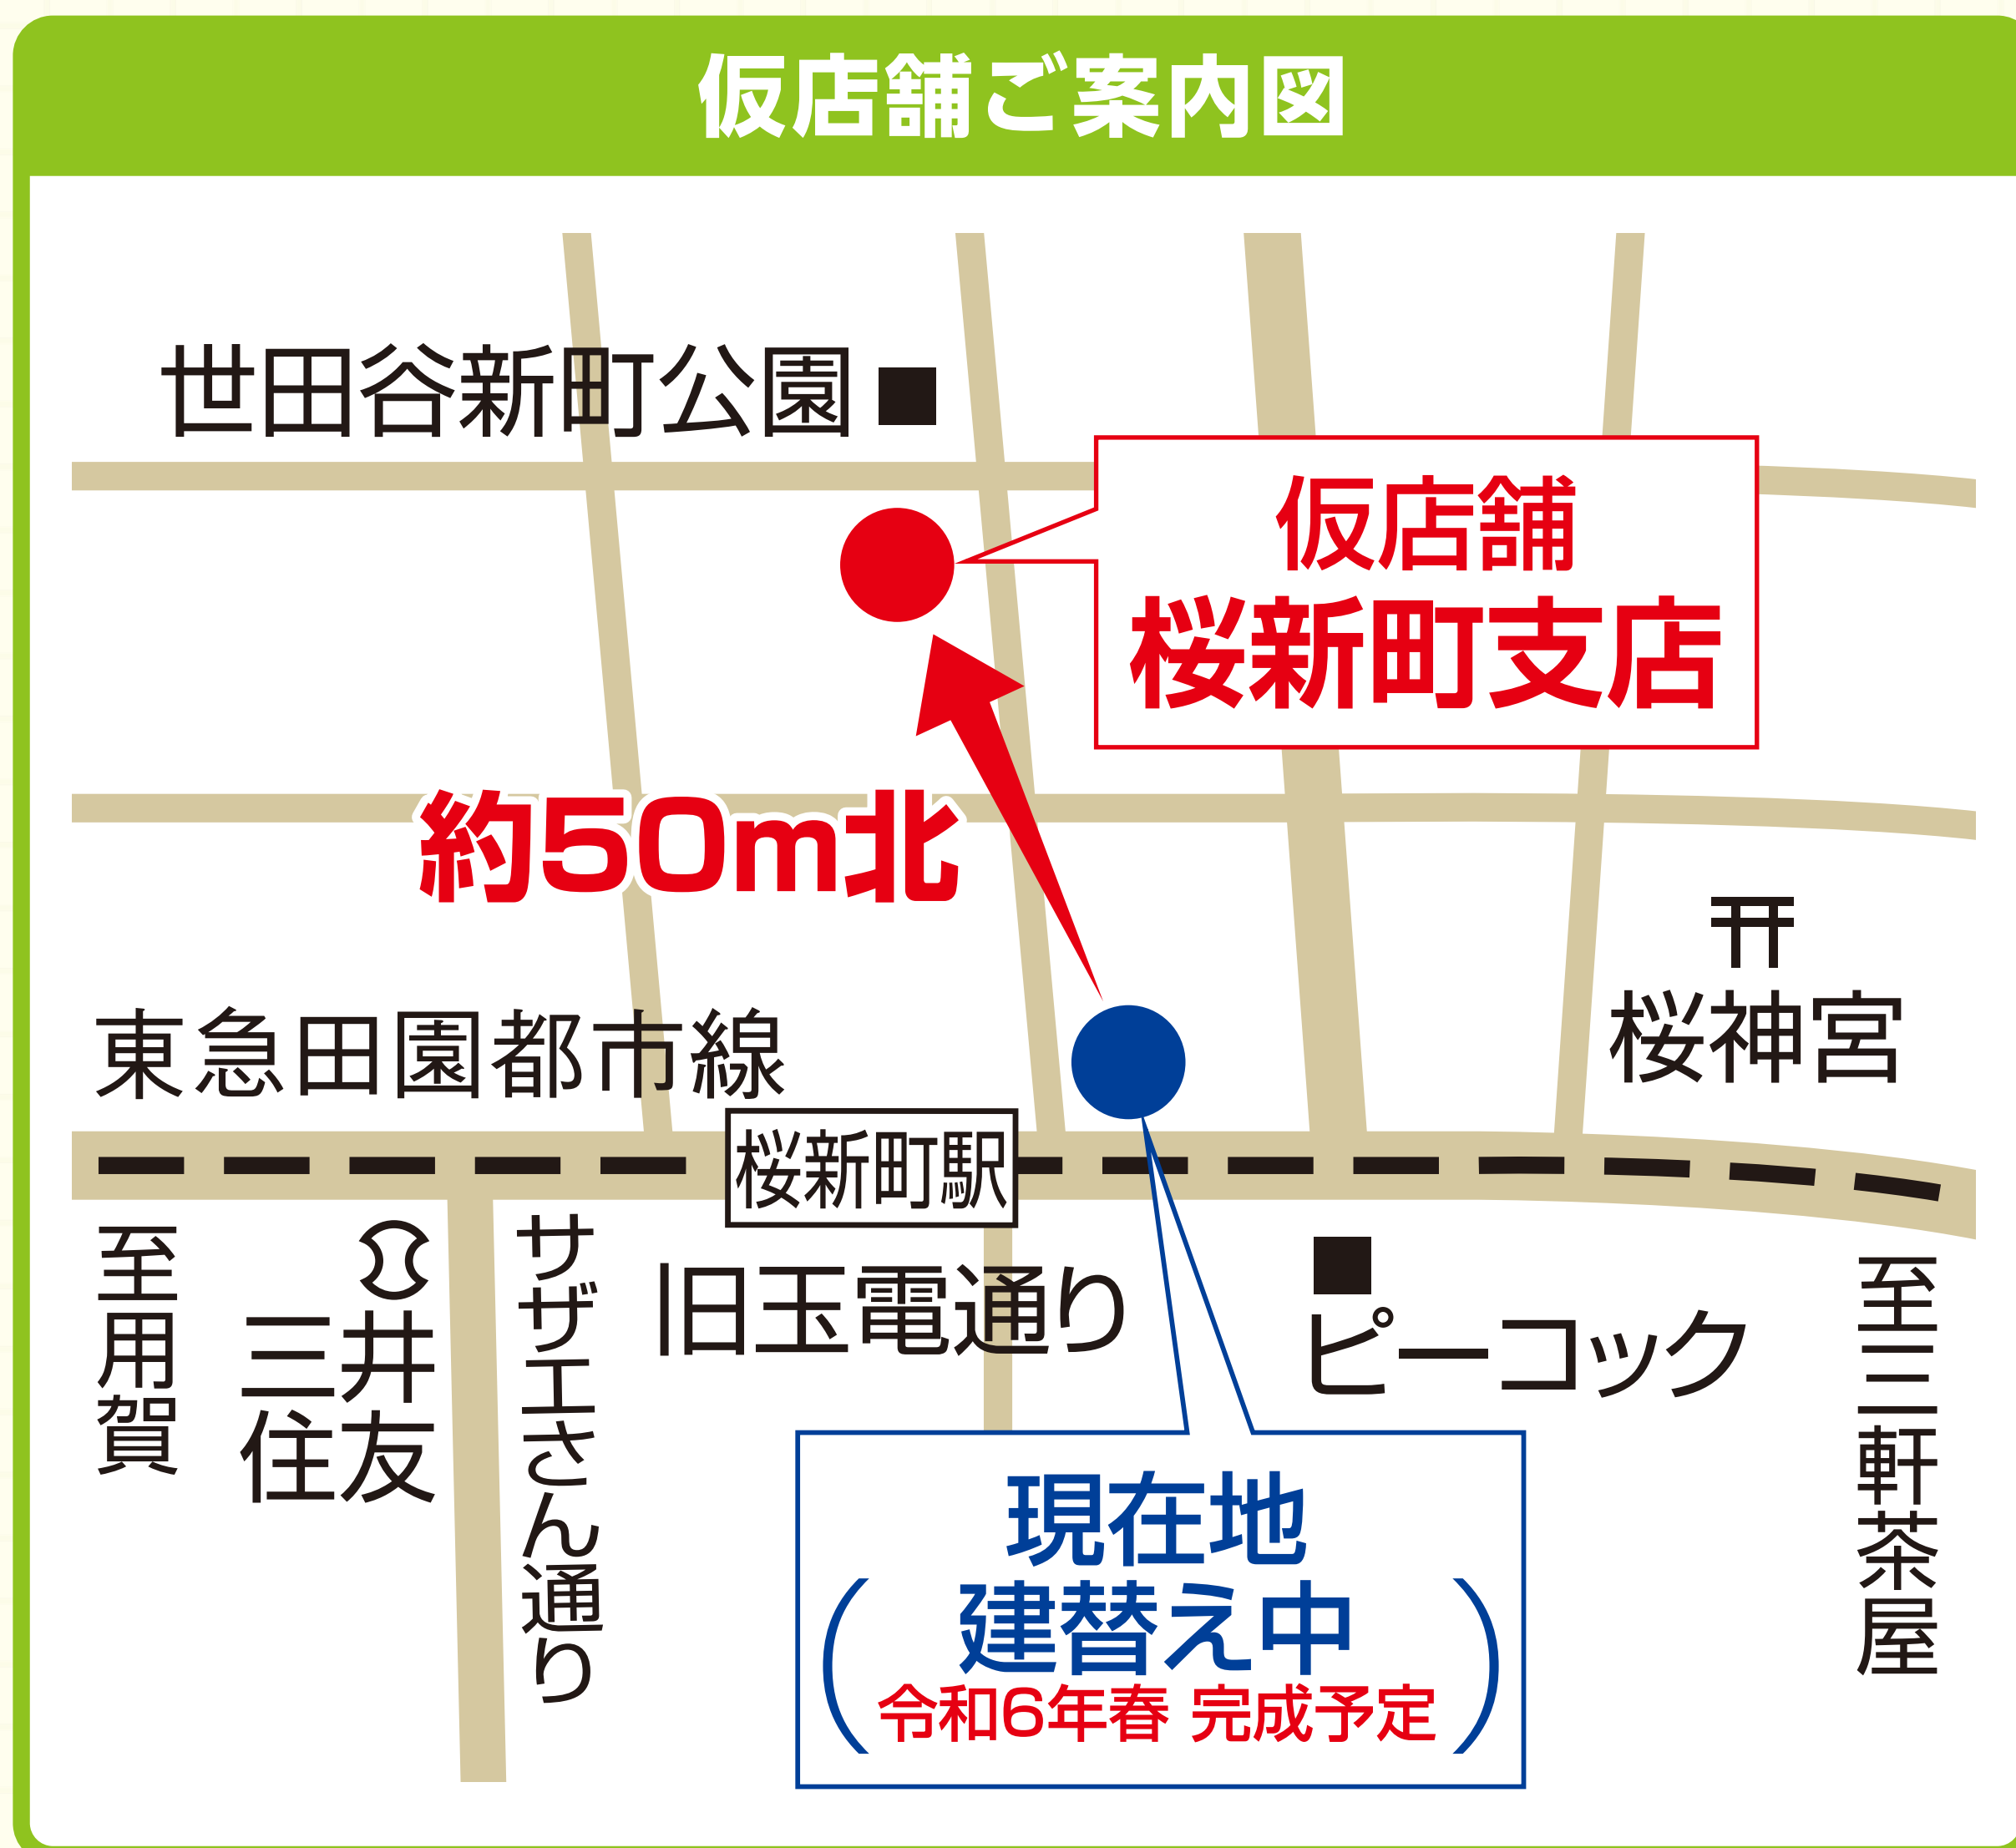 仮店舗ご案内図
世田谷新町公園
仮店舗
桜新町支店
約50m北
桜神宮
東急田園都市線
桜新町駅
至用賀
三井住友
サザエさん通り
旧玉電通り
ピーコック
至三軒茶屋
現在地
(建替え中
令和6年春 完成予定)